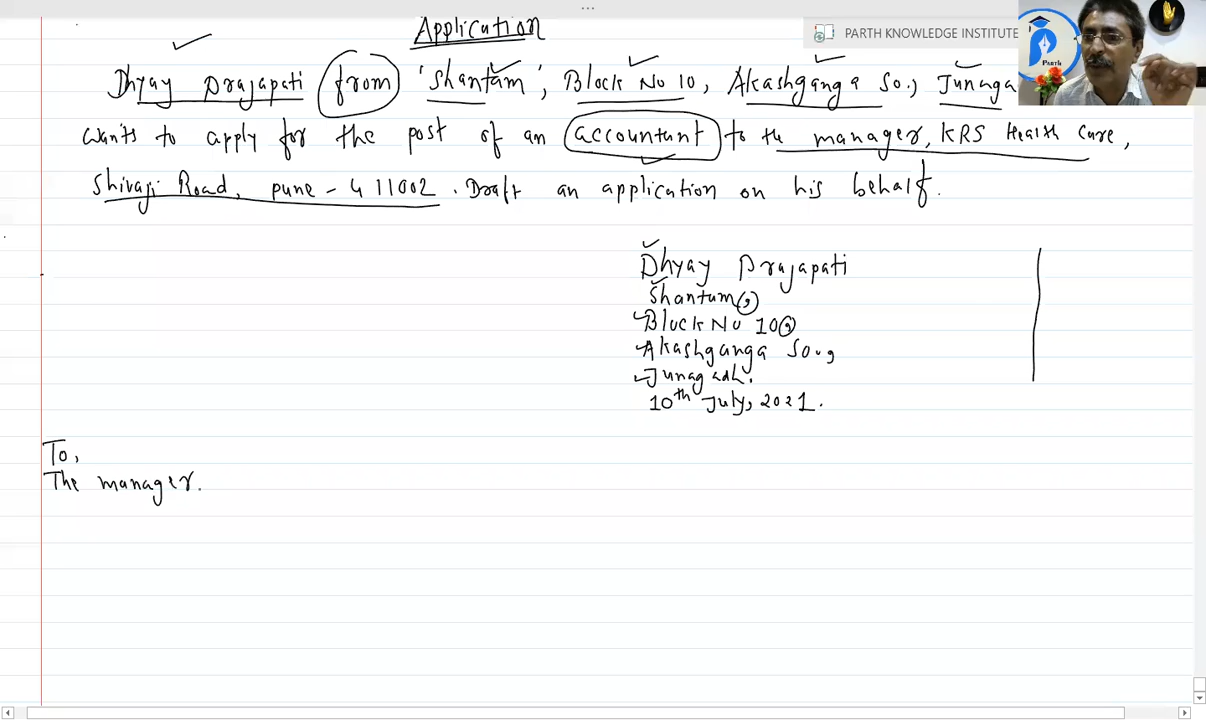 Application
PARTH KNOWLEDGE INSTITUTE
Parth
Dhyay Prajapati from 'Shantam', Block No 10, Akashganga So., Junaga
wants to apply for the post of an accountant to the manager, KRS Health Care,
Shivaji Road, pune - 411002. Draft an application on his behalf.
Dhyay Prajapati
Shantam,
Block No 10,
Akashganga So.,
Junagadh.
10th July, 2021.
To,
The manager.